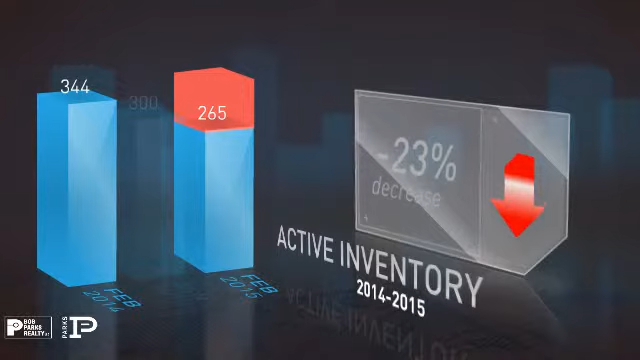 344
300
265
-23%
decrease
FEB
2014
FEB
2015
ACTIVE INVENTORY
2014-2015
BOB
PARKS
REALTY
PARKS